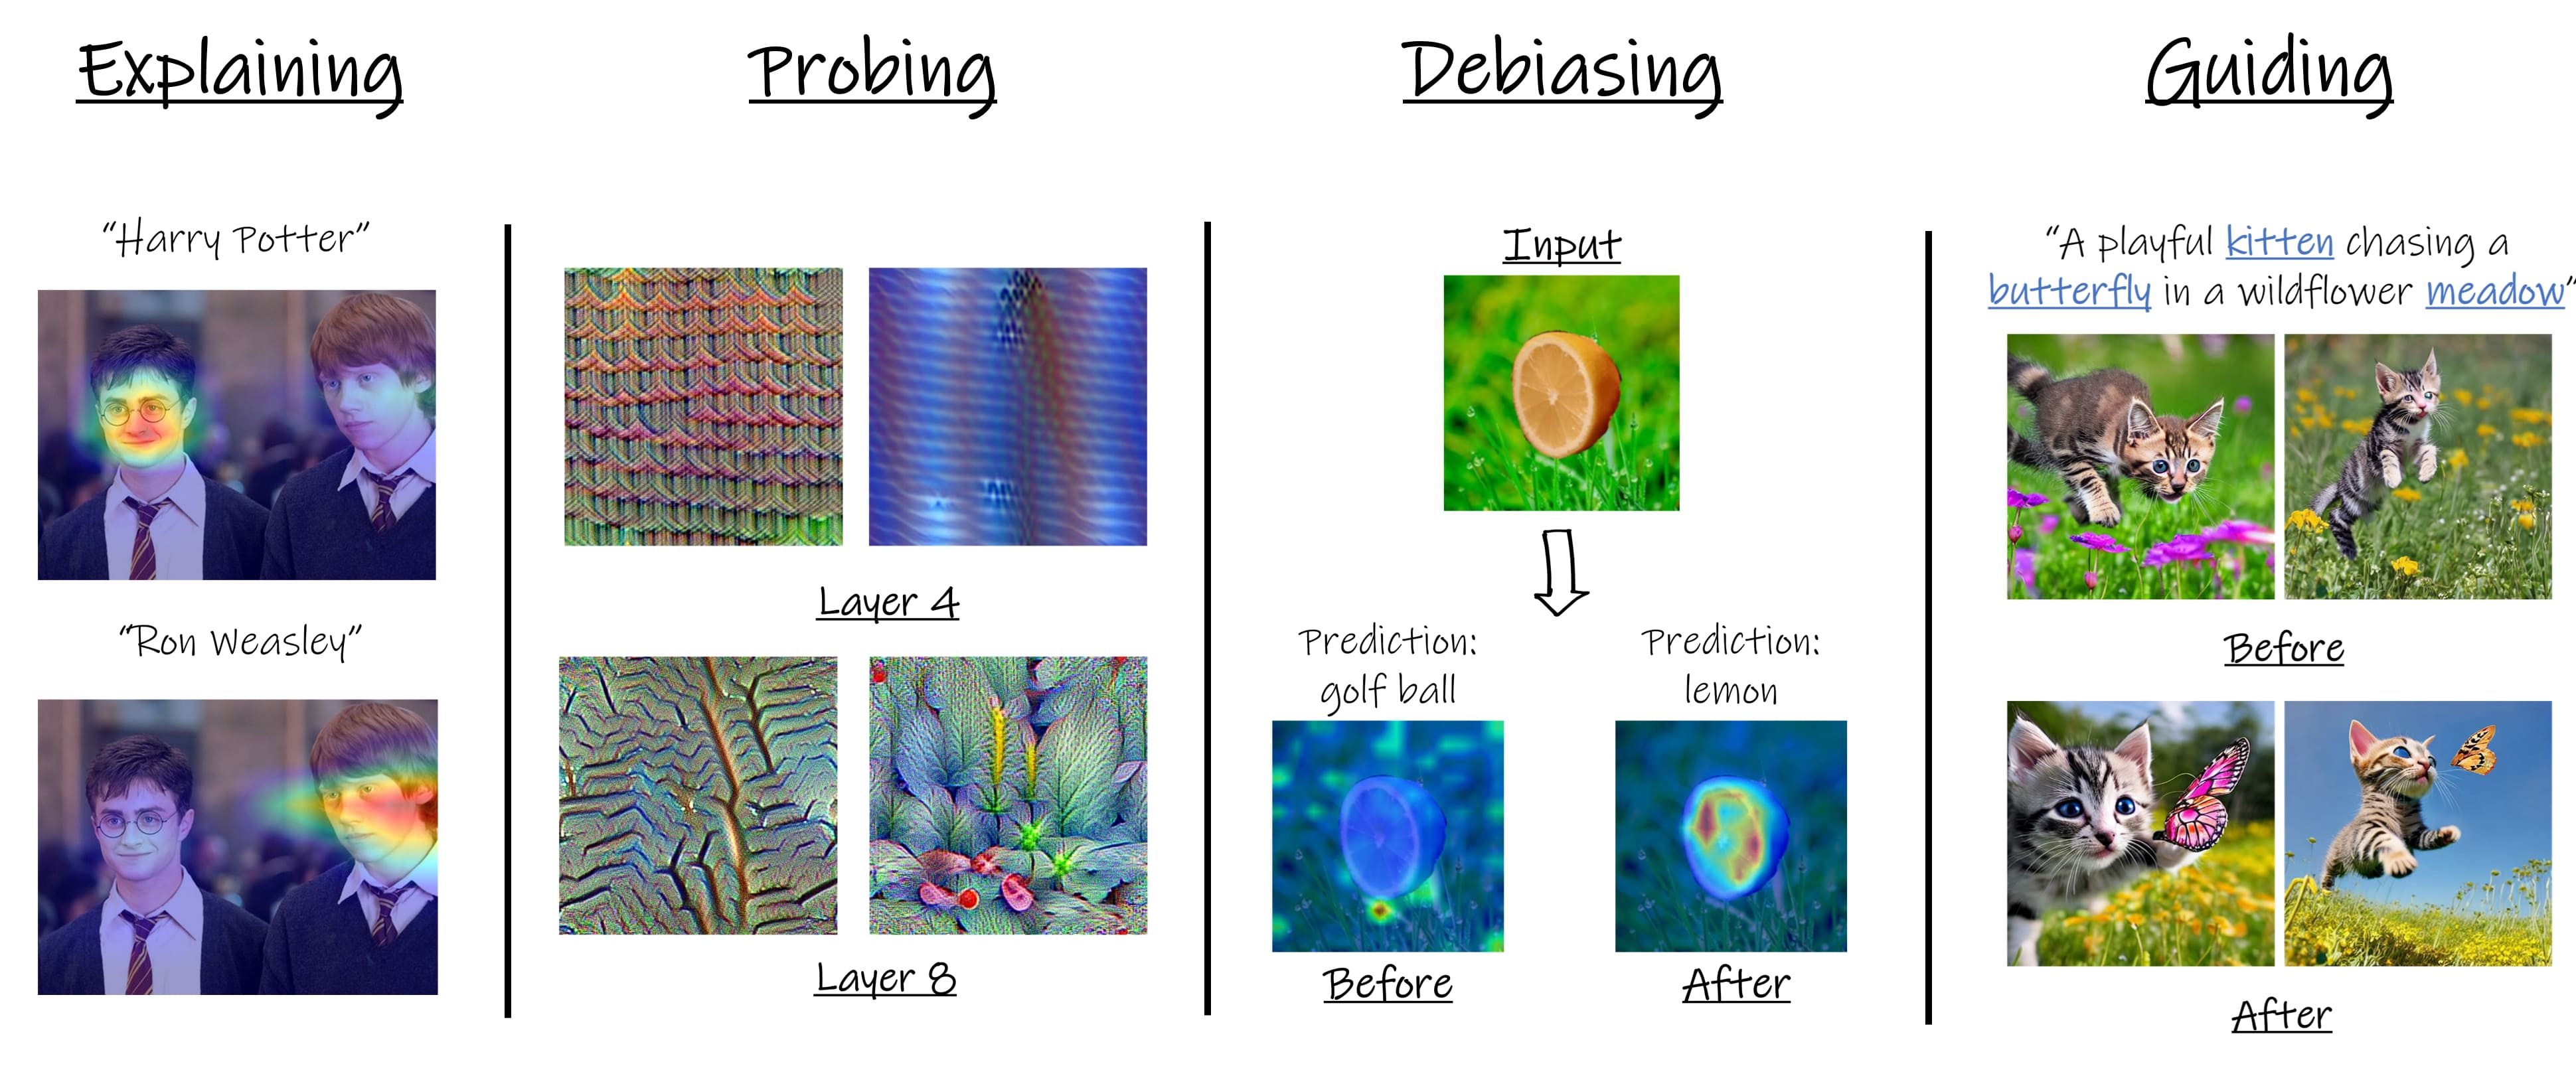 Explaining
Probing
Debiasing
Guiding
“Harry Potter”
“Ron Weasley”
Layer 4
Layer 8
Input
Prediction:
golf ball
Before
Prediction:
lemon
After
“A playful kitten chasing a
butterfly in a wildflower meadow”
Before
After